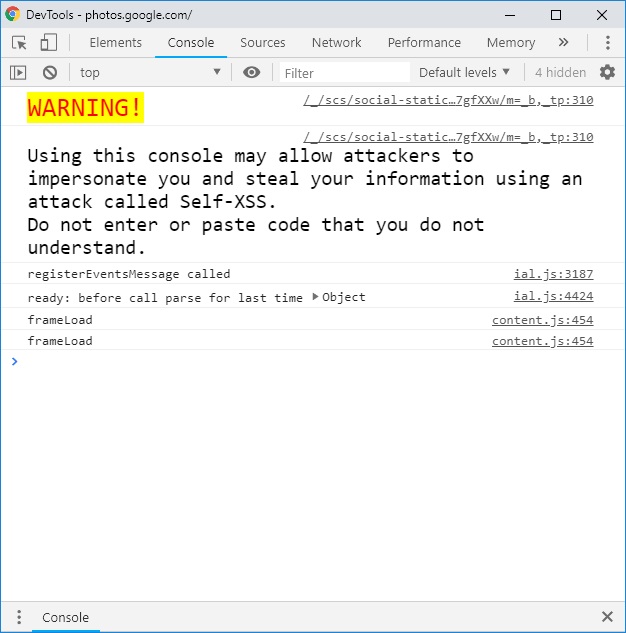 DevTools - photos.google.com/
Elements Console Sources Network Performance Memory »
top Filter Default levels 4 hidden
WARNING! /_/scs/social-static…7gfXXw/m=_b,_tp:310
/_/scs/social-static…7gfXXw/m=_b,_tp:310
Using this console may allow attackers to
impersonate you and steal your information using an
attack called Self-XSS.
Do not enter or paste code that you do not
understand.
registerEventsMessage called ial.js:3187
ready: before call parse for last time Object ial.js:4424
frameLoad content.js:454
frameLoad content.js:454
Console